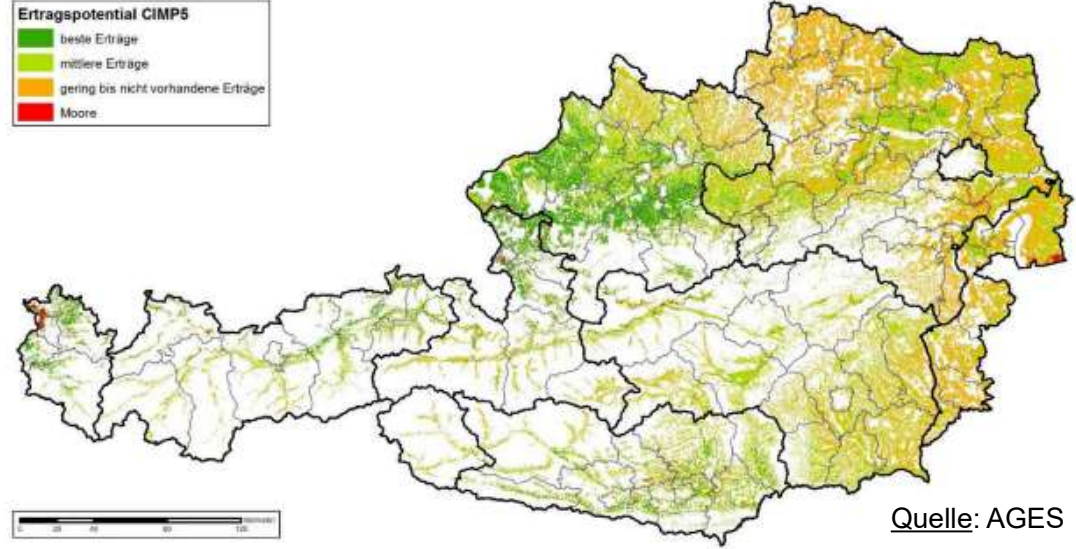 Ertragspotential CIMP5
beste Erträge
mittlere Erträge
gering bis nicht vorhandene Erträge
Moore
Quelle: AGES